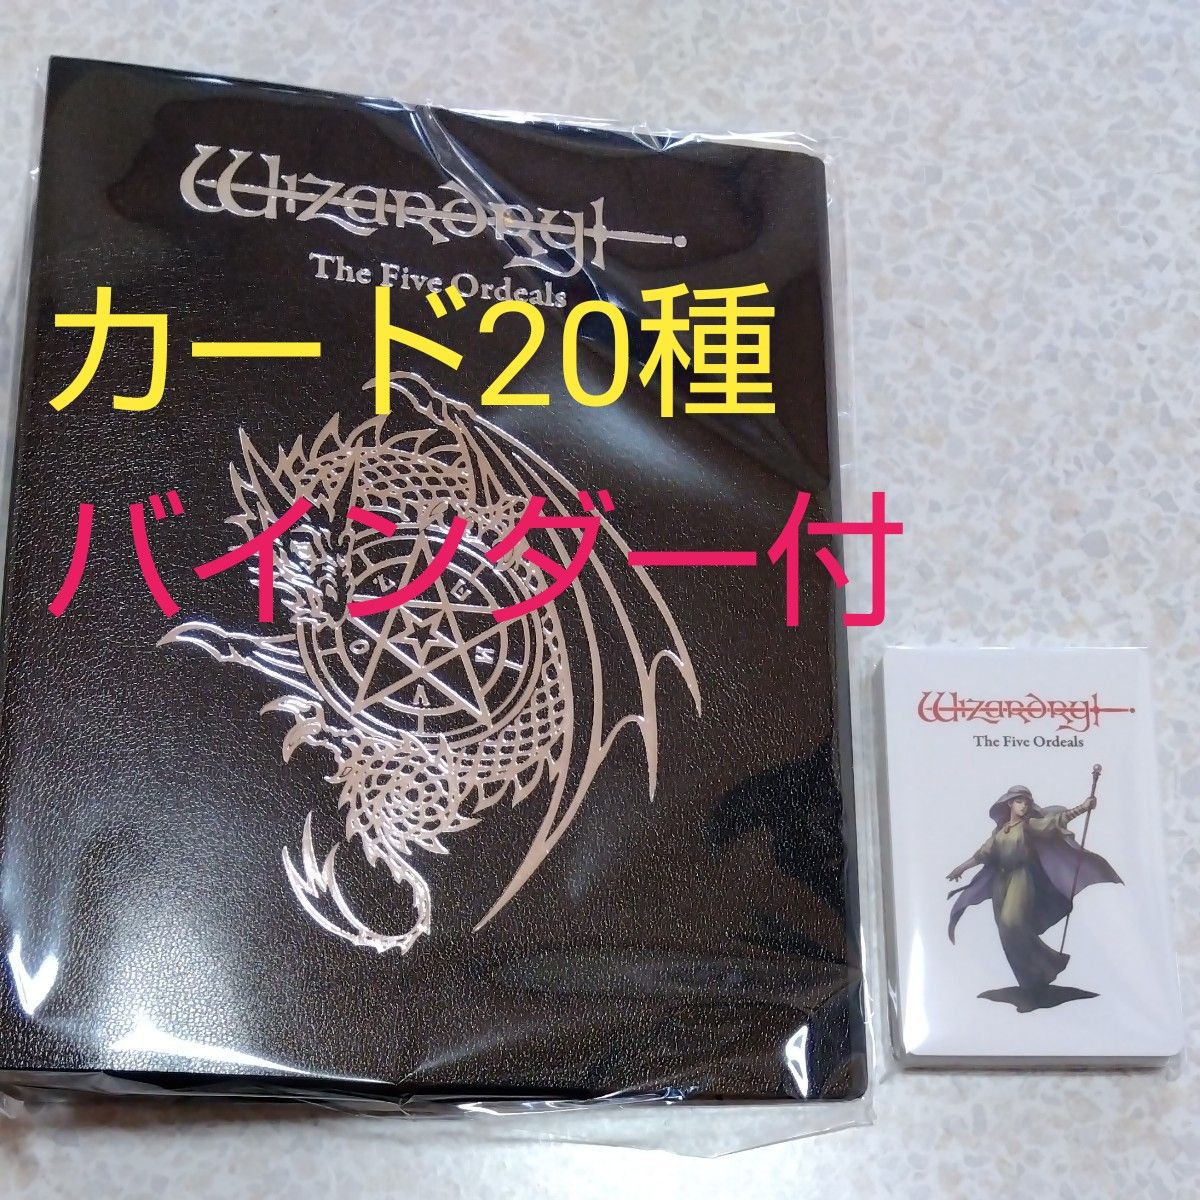 Wizardry
The Five Ordeals
カード20種
バインダー付
L
E
O
N
A
Wizardry
The Five Ordeals